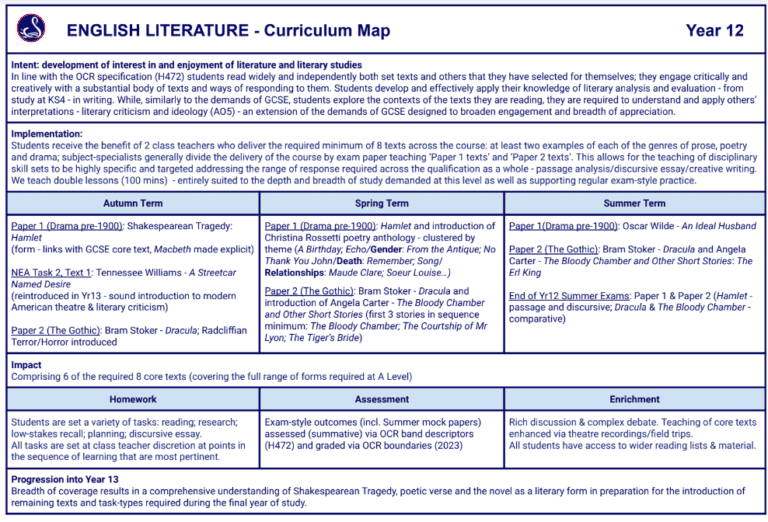 ENGLISH LITERATURE - Curriculum Map
Year 12
Intent: development of interest in and enjoyment of literature and literary studies
In line with the OCR specification (H472) students read widely and independently both set texts and others that they have selected for themselves; they engage critically and
creatively with a substantial body of texts and ways of responding to them. Students develop and effectively apply their knowledge of literary analysis and evaluation - from
study at KS4 - in writing. While, similarly to the demands of GCSE, students explore the contexts of the texts they are reading, they are required to understand and apply others'
interpretations - literary criticism and ideology (AO5) - an extension of the demands of GCSE designed to broaden engagement and breadth of appreciation.
Implementation:
Students receive the benefit of 2 class teachers who deliver the required minimum of 8 texts across the course: at least two examples of each of the genres of prose, poetry
and drama; subject-specialists generally divide the delivery of the course by exam paper teaching 'Paper 1 texts' and 'Paper 2 texts'. This allows for the teaching of disciplinary
skill sets to be highly specific and targeted addressing the range of response required across the qualification as a whole - passage analysis/discursive essay/creative writing.
We teach double lessons (100 mins) - entirely suited to the depth and breadth of study demanded at this level as well as supporting regular exam-style practice.
Autumn Term
Paper 1 (Drama pre-1900): Shakespearean Tragedy:
Hamlet
(form - links with GCSE core text, Macbeth made explicit)
NEA Task 2, Text 1: Tennessee Williams - A Streetcar
Named Desire
(reintroduced in Yr13 - sound introduction to modern
American theatre & literary criticism)
Paper 2 (The Gothic): Bram Stoker - Dracula; Radcliffian
Terror/Horror introduced
Spring Term
Paper 1 (Drama pre-1900): Hamlet and introduction of
Christina Rossetti poetry anthology - clustered by
theme (A Birthday; Echo/Gender: From the Antique; No
Thank You John/Death: Remember; Song/
Relationships: Maude Clare; Soeur Louise...)
Paper 2 (The Gothic): Bram Stoker - Dracula and
introduction of Angela Carter - The Bloody Chamber
and Other Short Stories (first 3 stories in sequence
minimum: The Bloody Chamber; The Courtship of Mr
Lyon; The Tiger's Bride)
Summer Term
Paper 1(Drama pre-1900): Oscar Wilde - An Ideal Husband
Paper 2 (The Gothic): Bram Stoker - Dracula and Angela
Carter - The Bloody Chamber and Other Short Stories: The
Erl King
End of Yr12 Summer Exams: Paper 1 & Paper 2 (Hamlet -
passage and discursive; Dracula & The Bloody Chamber -
comparative)
Impact
Comprising 6 of the required 8 core texts (covering the full range of forms required at A Level)
Homework
Students are set a variety of tasks: reading; research;
low-stakes recall; planning; discursive essay.
All tasks are set at class teacher discretion at points in
the sequence of learning that are most pertinent.
Assessment
Exam-style outcomes (incl. Summer mock papers)
assessed (summative) via OCR band descriptors
(H472) and graded via OCR boundaries (2023)
Enrichment
Rich discussion & complex debate. Teaching of core texts
enhanced via theatre recordings/field trips.
All students have access to wider reading lists & material.
Progression into Year 13
Breadth of coverage results in a comprehensive understanding of Shakespearean Tragedy, poetic verse and the novel as a literary form in preparation for the introduction of
remaining texts and task-types required during the final year of study.